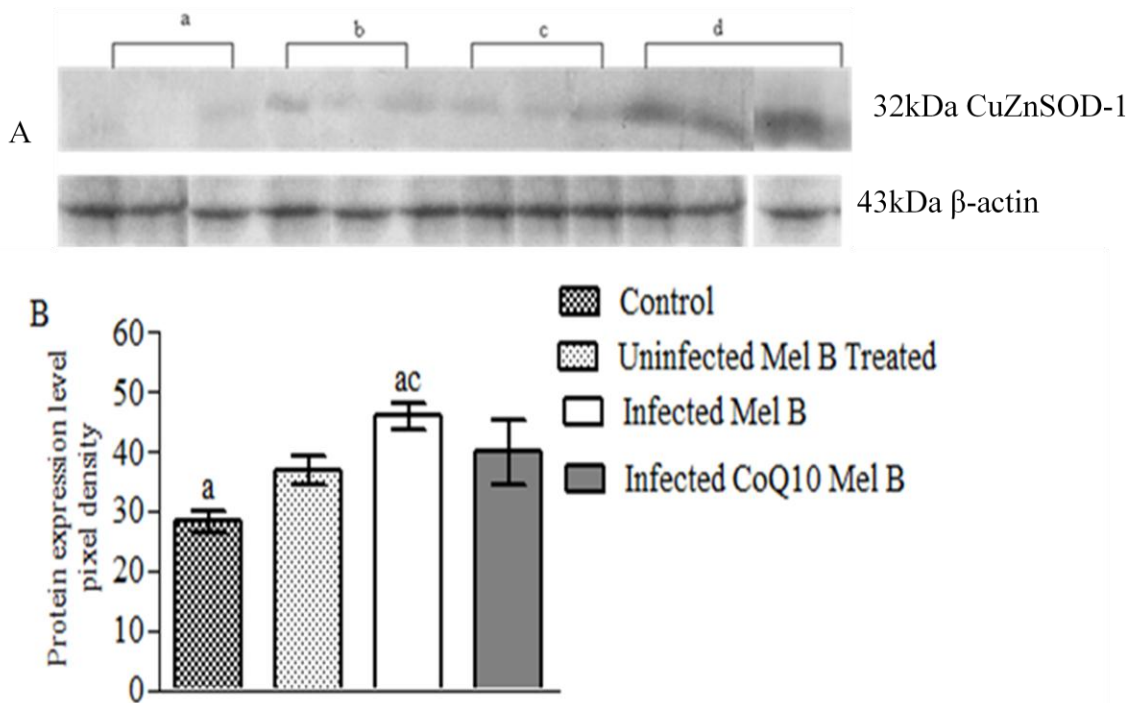 a
b
c
d
A
32kDa CuZnSOD-1
43kDa β-actin
B
Protein expression level
pixel density
60
50
40
30
20
10
0
a
ac
Control
Uninfected Mel B Treated
Infected Mel B
Infected CoQ10 Mel B